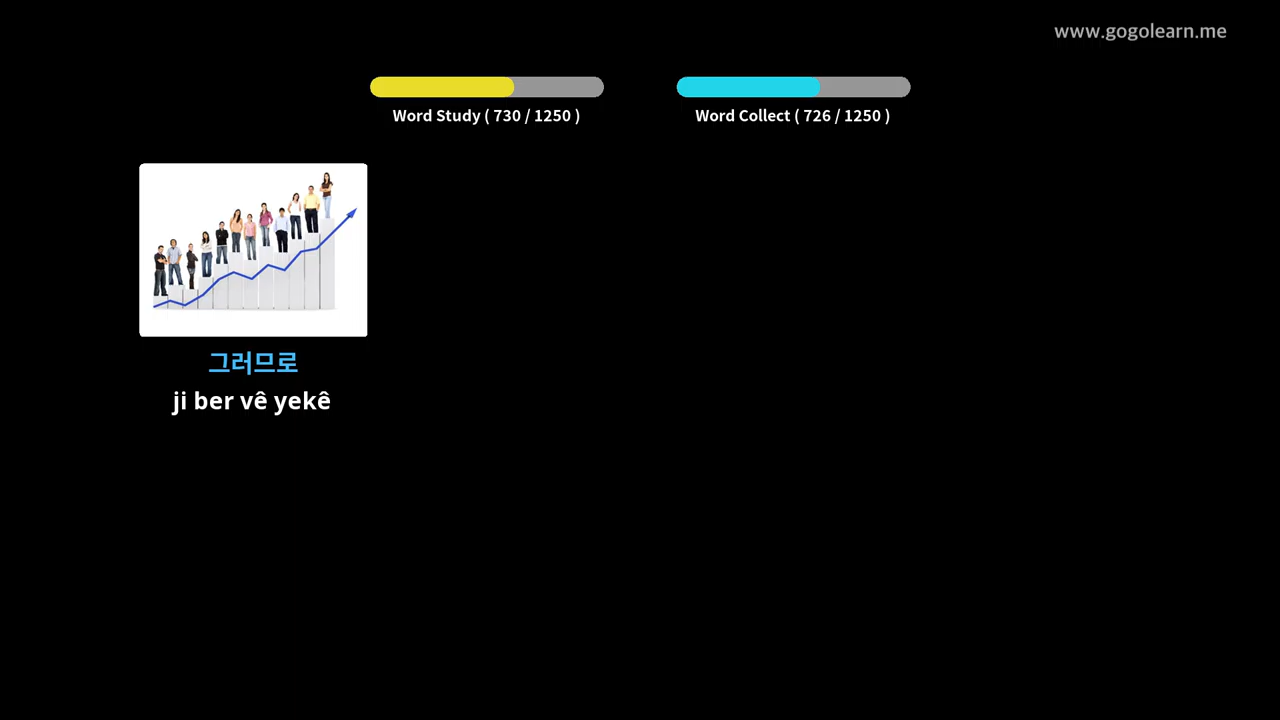 www.gogolearn.me
Word Study ( 730 / 1250 )
Word Collect ( 726 / 1250 )
그러므로
ji ber vê yekê